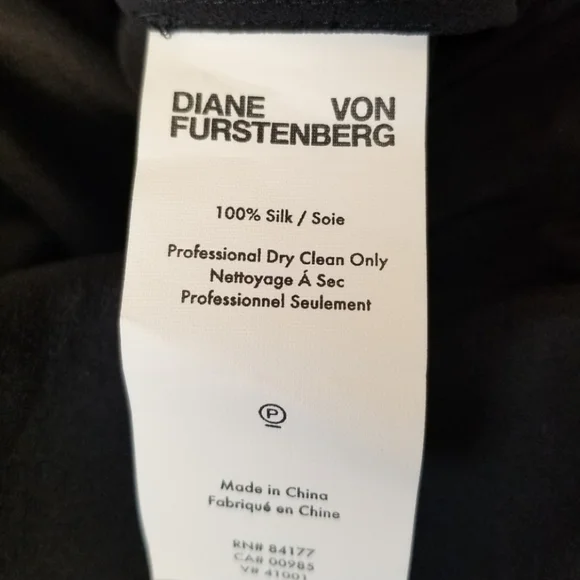 DIANE VON
FURSTENBERG
100% Silk / Soie
Professional Dry Clean Only
Nettoyage Á Sec
Professionnel Seulement
P
Made in China
Fabriqué en Chine
RN# 84177
CA# 00985
V# 41001